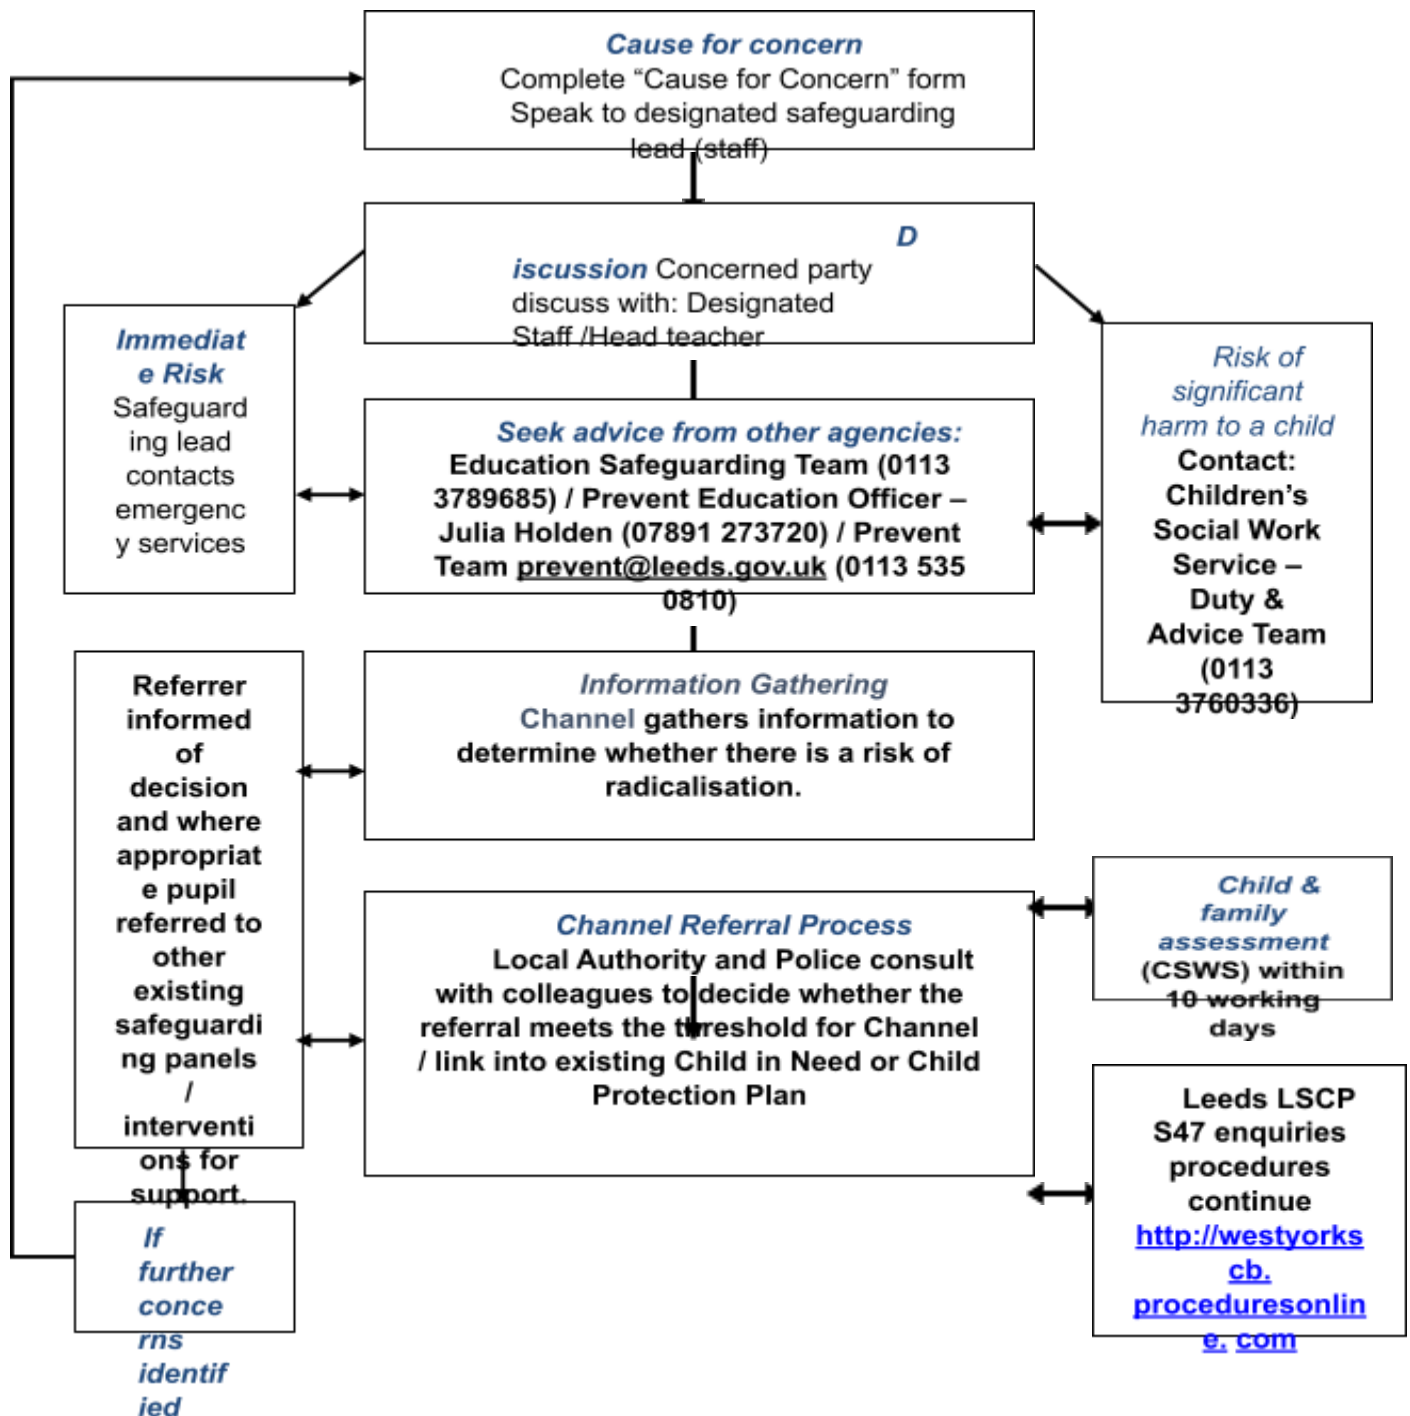 Cause for concern
Complete “Cause for Concern” form
Speak to designated safeguarding
lead (staff)
D
iscussion Concerned party
discuss with: Designated
Staff /Head teacher
Immediat
e Risk
Safeguard
ing lead
contacts
emergenc
y services
Seek advice from other agencies:
Education Safeguarding Team (0113
3789685) / Prevent Education Officer –
Julia Holden (07891 273720) / Prevent
Team prevent@leeds.gov.uk (0113 535
0810)
Risk of
significant
harm to a child
Contact:
Children’s
Social Work
Service –
Duty &
Advice Team
(0113
3760336)
Referrer
informed
of
decision
and where
appropriat
e pupil
referred to
other
existing
safeguardi
ng panels
/
interventi
ons for
support.
Information Gathering
Channel gathers information to
determine whether there is a risk of
radicalisation.
Channel Referral Process
Local Authority and Police consult
with colleagues to decide whether the
referral meets the threshold for Channel
/ link into existing Child in Need or Child
Protection Plan
Child &
family
assessment
(CSWS) within
10 working
days
Leeds LSCP
S47 enquiries
procedures
continue
http://westyorks
cb.
proceduresonlin
e. com
If
further
conce
rns
identif
ied